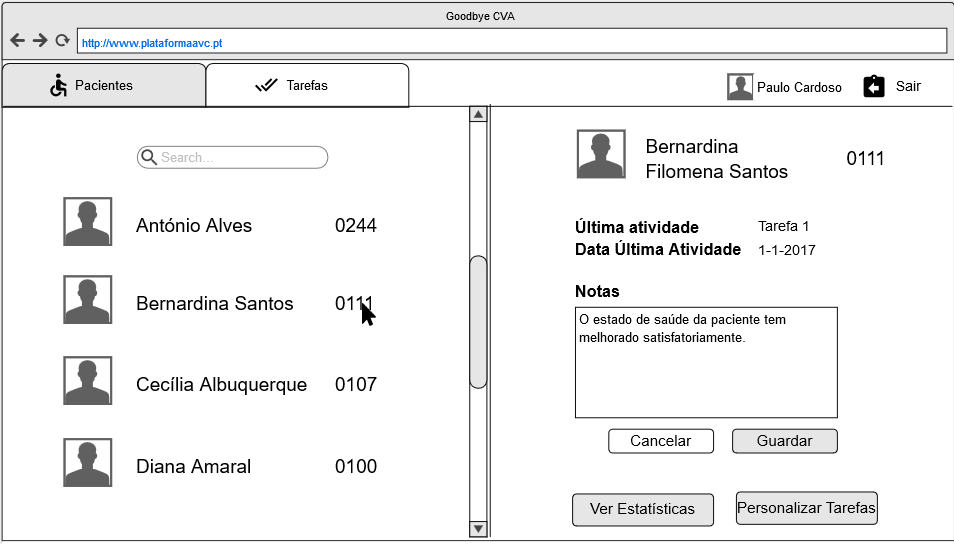 Goodbye CVA
http://www.plataformaavc.pt
Pacientes
Tarefas
Paulo Cardoso
Sair
Search...
António Alves 0244
Bernardina Santos 0111
Cecília Albuquerque 0107
Diana Amaral 0100
Bernardina
Filomena Santos
0111
Última atividade Tarefa 1
Data Última Atividade 1-1-2017
Notas
O estado de saúde da paciente tem
melhorado satisfatoriamente.
Cancelar
Guardar
Ver Estatísticas
Personalizar Tarefas